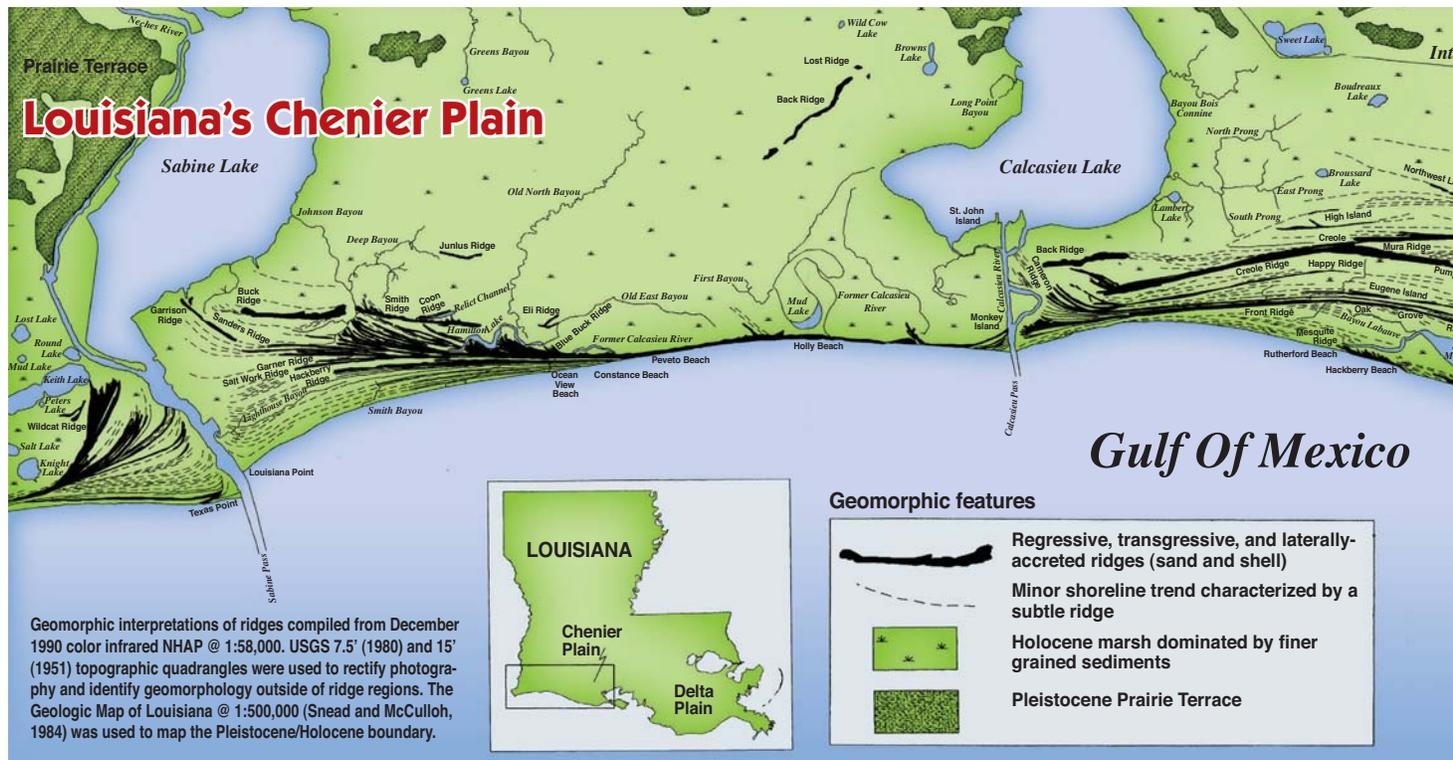 Neches River
Prairie Terrace
Louisiana's Chenier Plain
Sabine Lake
Greens Bayou
Greens Lake
Wild Cow
Lake
Browns
Lake
Lost Ridge
Back Ridge
Long Point
Bayou
Sweet Lake
Int
Boudreaux
Lake
Bayou Bois
Connine
North Prong
Calcasieu Lake
Broussard
Lake
Northwest L
East Prong
Lambert
Lake
South Prong
High Island
Creole
Mura Ridge
Old North Bayou
Johnson Bayou
Deep Bayou
Junlus Ridge
St. John
Island
Back Ridge
Cameron
Ridge
Calcasieu River
Creole Ridge
Happy Ridge
Pum
Eugene Island
First Bayou
Buck
Ridge
Garrison
Ridge
Sanders Ridge
Smith
Ridge
Coon
Ridge
Relict Channel
Hamilton Lake
Eli Ridge
Blue Buck Ridge
Old East Bayou
Former Calcasieu River
Mud
Lake
Former Calcasieu
River
Monkey
Island
Front Ridge
Oak
Grove
Bayou Labauve
R
Mesquite
Ridge
M
Rutherford Beach
Hackberry Beach
Lost Lake
Round
Lake
Mud Lake
Keith Lake
Peters
Lake
Wildcat Ridge
Salt Lake
Knight
Lake
Garner Ridge
Salt Work Ridge
Hackberry
Ridge
Lighthouse Bayou
Smith Bayou
Ocean
View
Beach
Constance Beach
Peveto Beach
Holly Beach
Calcasieu Pass
Louisiana Point
Texas Point
Sabine Pass
Gulf Of Mexico
LOUISIANA
Chenier
Plain
Delta
Plain
Geomorphic features
Regressive, transgressive, and laterally-
accreted ridges (sand and shell)
Minor shoreline trend characterized by a
subtle ridge
Holocene marsh dominated by finer
grained sediments
Pleistocene Prairie Terrace
Geomorphic interpretations of ridges compiled from December
1990 color infrared NHAP @ 1:58,000. USGS 7.5' (1980) and 15'
(1951) topographic quadrangles were used to rectify photogra-
phy and identify geomorphology outside of ridge regions. The
Geologic Map of Louisiana @ 1:500,000 (Snead and McCulloh,
1984) was used to map the Pleistocene/Holocene boundary.